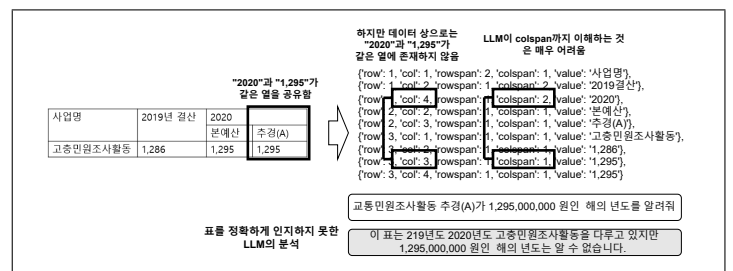 하지만 데이터 상으로는
"2020"과 "1,295"가
같은 열에 존재하지 않음
LLM이 colspan까지 이해하는 것
은 매우 어려움
"2020"과 "1,295"가
같은 열을 공유함
사업명 2019년 결산 2020
본예산 추경(A)
고충민원조사활동 1,286 1,295 1,295
{'row': 1, 'col': 1, 'rowspan': 2, 'colspan': 1, 'value': '사업명'},
{'row': 1, 'col': 2, 'rowspan': 1, 'colspan': 2, 'value': '2019결산'},
{'row': 1, 'col': 4, 'rowspan': 1, 'colspan': 2, 'value': '2020'},
{'row': 2, 'col': 2, 'rowspan': 1, 'colspan': 1, 'value': '본예산'},
{'row': 2, 'col': 3, 'rowspan': 1, 'colspan': 1, 'value': '추경(A)'},
{'row': 3, 'col': 1, 'rowspan': 1, 'colspan': 1, 'value': '고충민원조사활동'},
{'row': 3, 'col': 2, 'rowspan': 1, 'colspan': 1, 'value': '1,286'},
{'row': 3, 'col': 3, 'rowspan': 1, 'colspan': 1, 'value': '1,295'},
{'row': 3, 'col': 4, 'rowspan': 1, 'colspan': 1, 'value': '1,295'}
교통민원조사활동 추경(A)가 1,295,000,000 원인 해의 년도를 알려줘
표를 정확하게 인지하지 못한
LLM의 분석
이 표는 219년도 2020년도 고충민원조사활동을 다루고 있지만
1,295,000,000 원인 해의 년도는 알 수 없습니다.